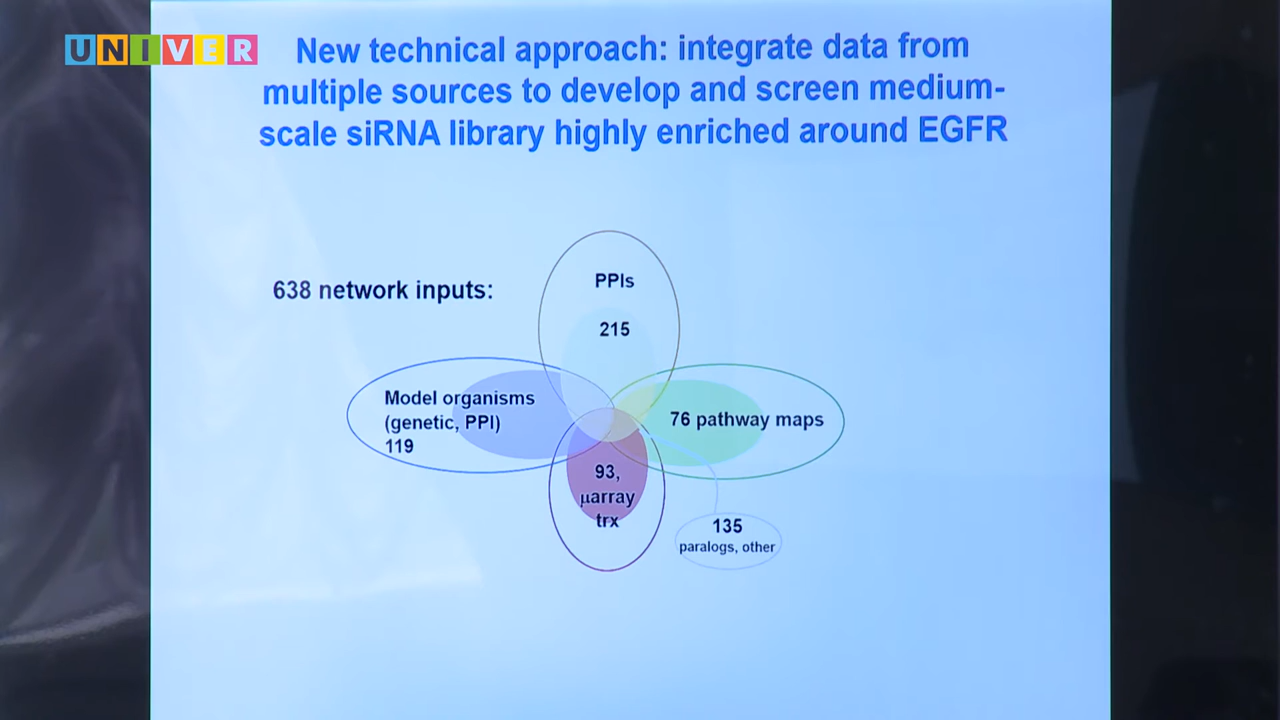 UNIVER
New technical approach: integrate data from
multiple sources to develop and screen medium-
scale siRNA library highly enriched around EGFR
638 network inputs:
PPIs
215
Model organisms
(genetic, PPI)
119
76 pathway maps
93,
µarray
trx
135
paralogs, other